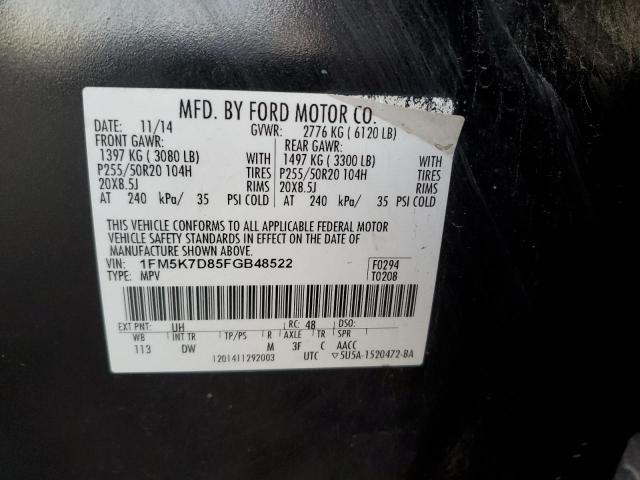 MFD. BY FORD MOTOR CO.
DATE: 11/14 GVWR: 2776 KG ( 6120 LB)
FRONT GAWR: REAR GAWR:
1397 KG ( 3080 LB) WITH 1497 KG ( 3300 LB) WITH
P255/50R20 104H TIRES P255/50R20 104H TIRES
20X8.5J RIMS 20X8.5J RIMS
AT 240 kPa/ 35 PSI COLD AT 240 kPa/ 35 PSI COLD
THIS VEHICLE CONFORMS TO ALL APPLICABLE FEDERAL MOTOR
VEHICLE SAFETY STANDARDS IN EFFECT ON THE DATE OF
MANUFACTURE SHOWN ABOVE.
VIN: 1FM5K7D85FGB48522 F0294
TYPE: MPV T0208
EXT PNT: UH RC: 48 DSO:
WB INT TR TP/PS R AXLE TR SPR
113 DW M 3F C AACC
1201411292003 UTC ▽5U5A-1520472-BA